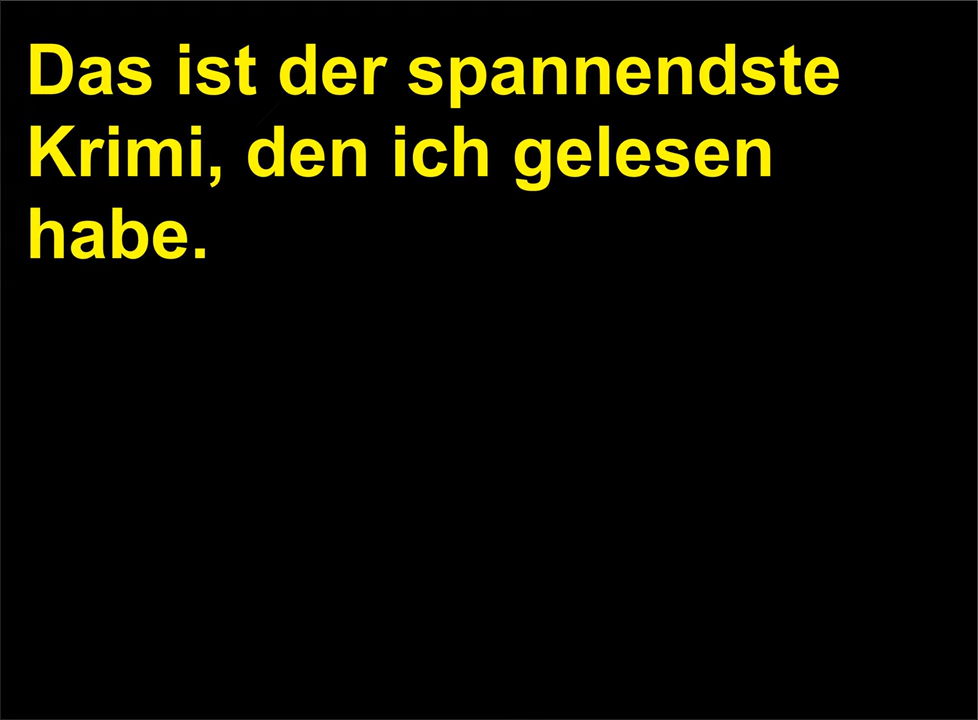 Das ist der spannendste
Krimi, den ich gelesen
habe.